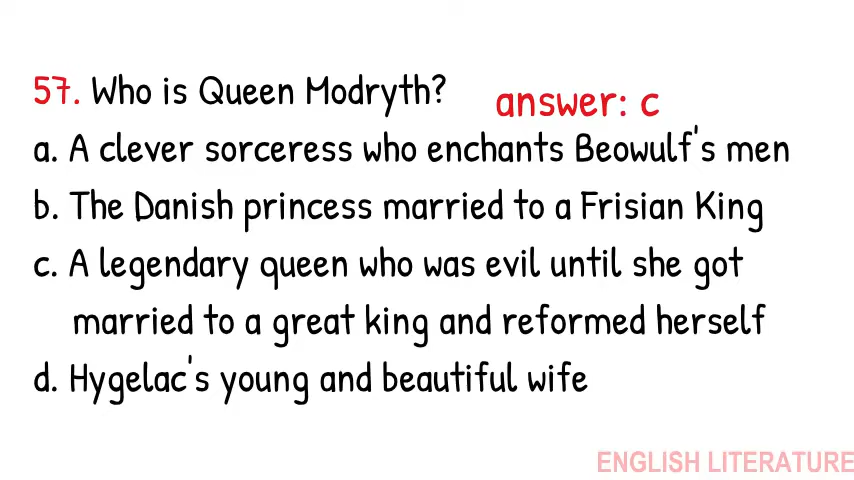 57. Who is Queen Modryth?
answer: c
a. A clever sorceress who enchants Beowulf's men
b. The Danish princess married to a Frisian King
c. A legendary queen who was evil until she got
married to a great king and reformed herself
d. Hygelac's young and beautiful wife
ENGLISH LITERATURE